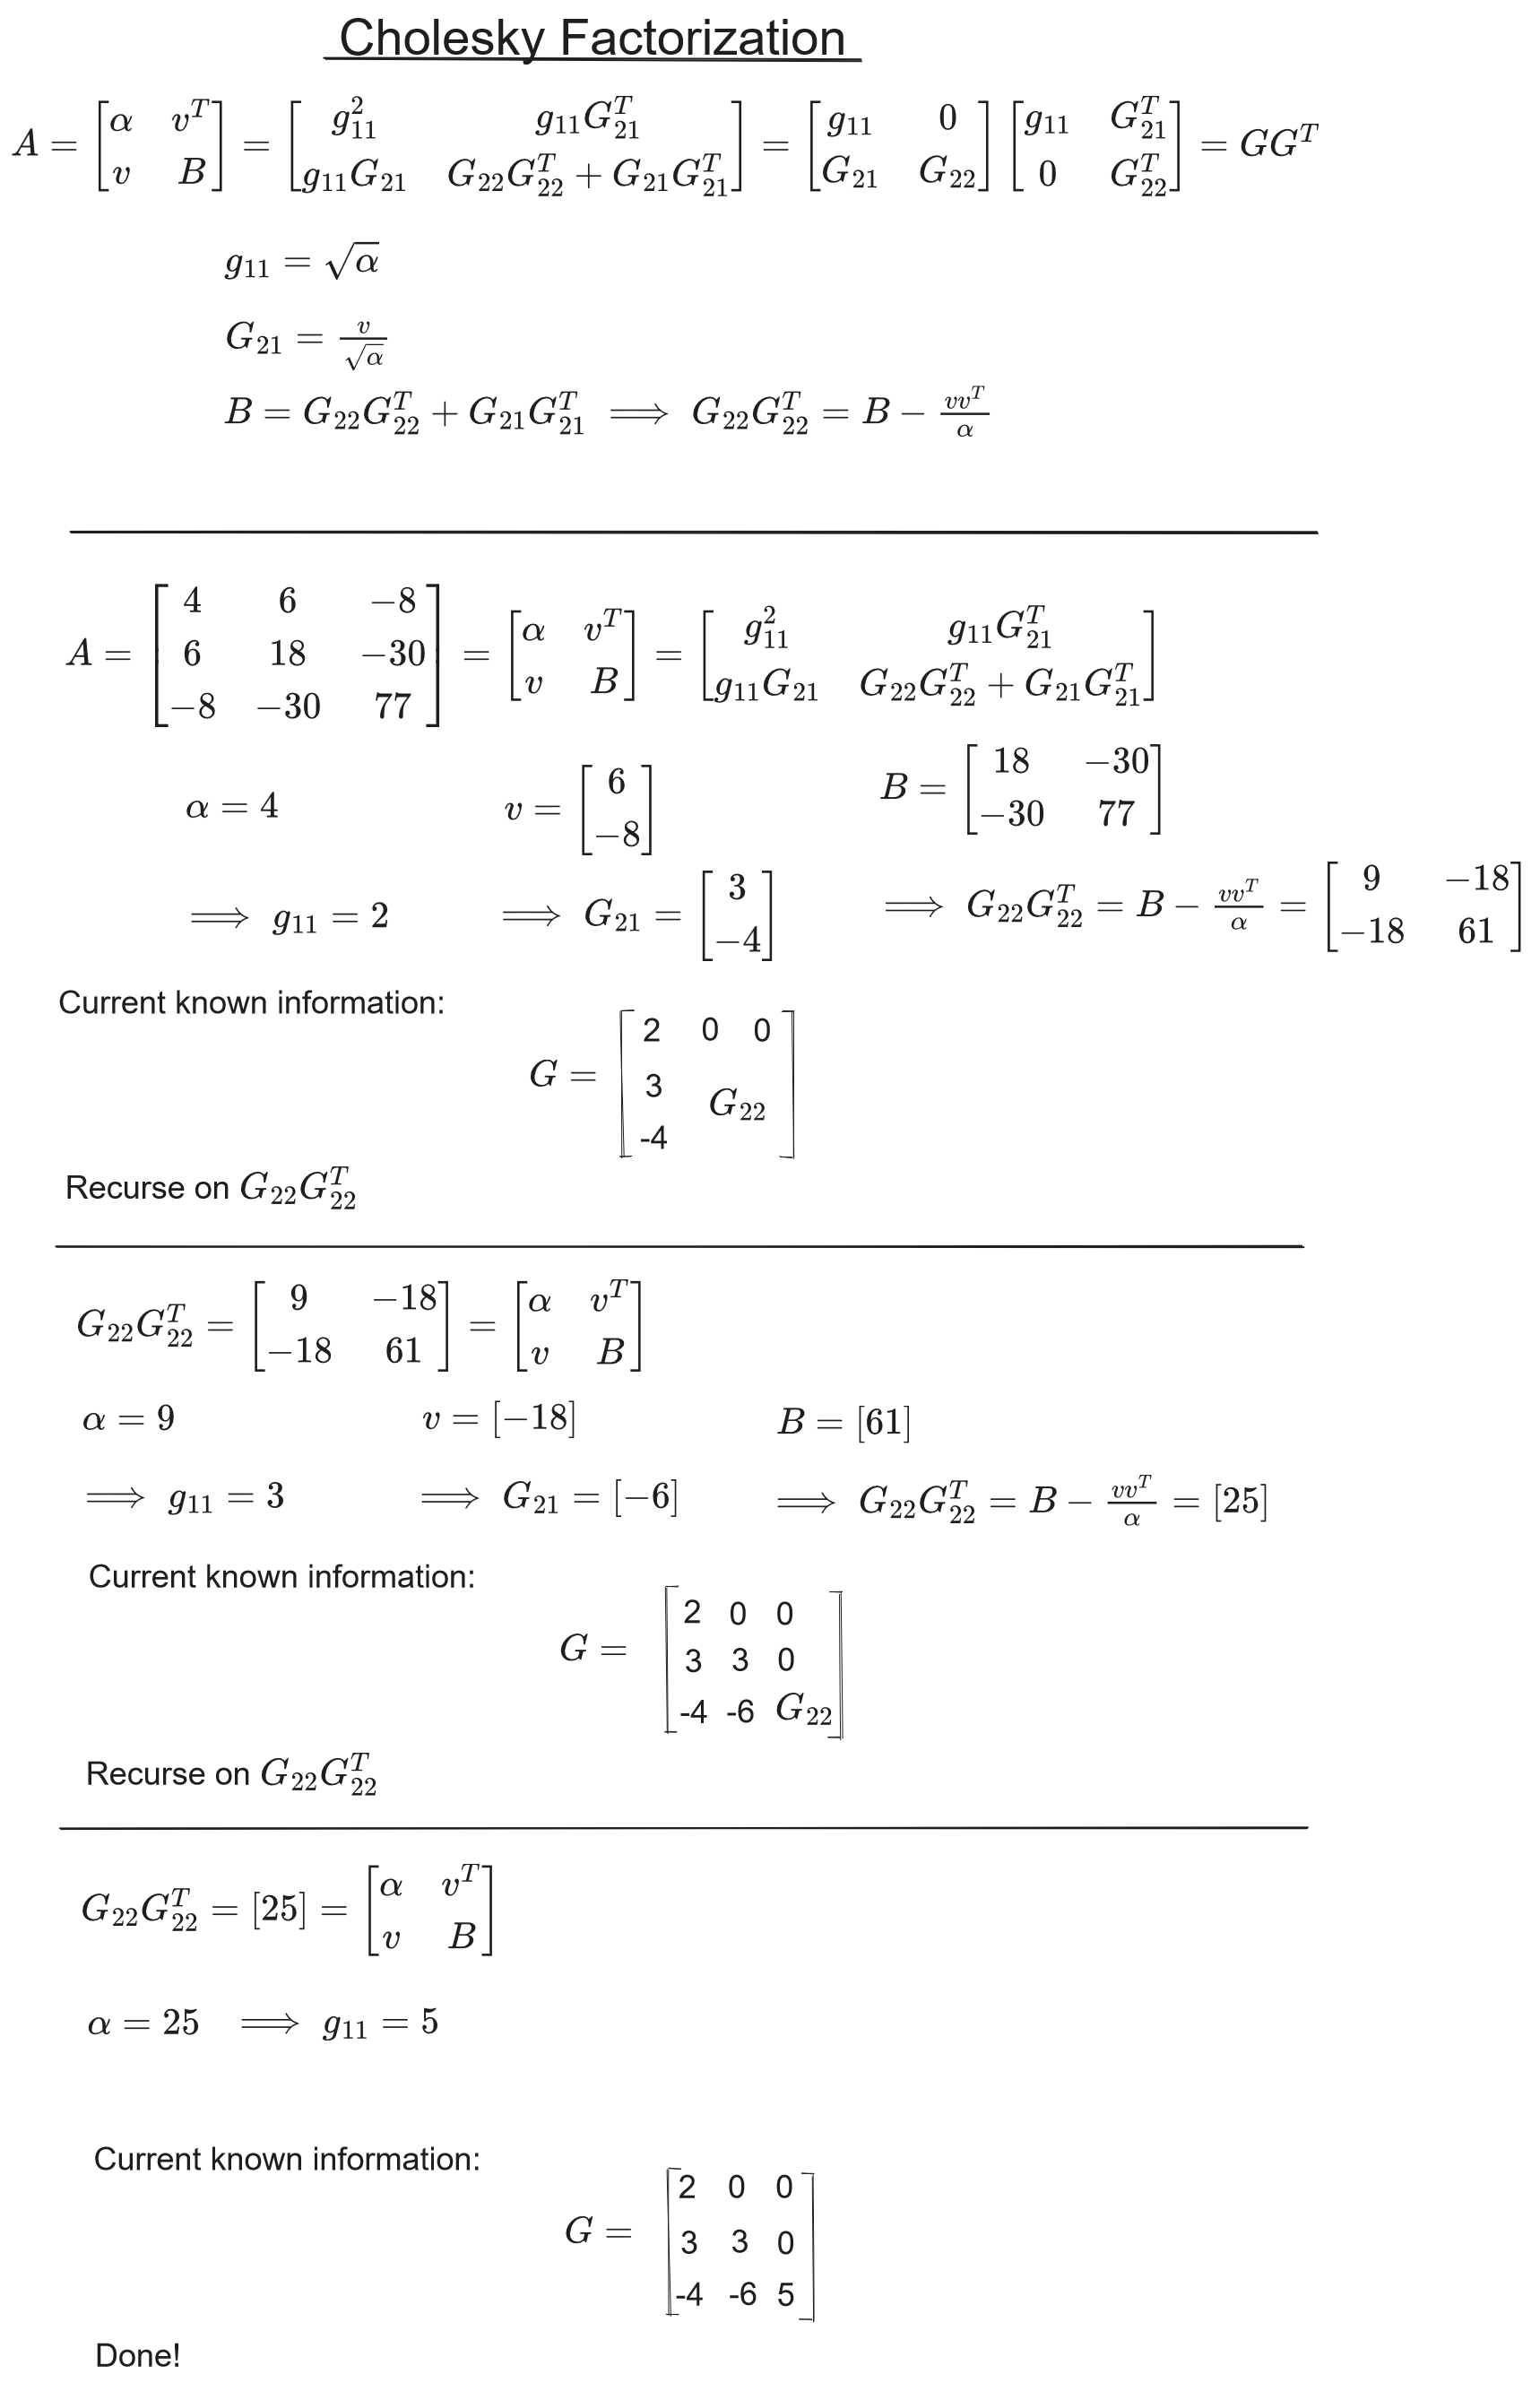 Cholesky Factorization
$A = \begin{bmatrix} \alpha & v^T \\ v & B \end{bmatrix} = \begin{bmatrix} g_{11}^2 & g_{11}G_{21}^T \\ g_{11}G_{21} & G_{22}G_{22}^T + G_{21}G_{21}^T \end{bmatrix} = \begin{bmatrix} g_{11} & 0 \\ G_{21} & G_{22} \end{bmatrix} \begin{bmatrix} g_{11} & G_{21}^T \\ 0 & G_{22}^T \end{bmatrix} = GG^T$
$g_{11} = \sqrt{\alpha}$
$G_{21} = \frac{v}{\sqrt{\alpha}}$
$B = G_{22}G_{22}^T + G_{21}G_{21}^T \implies G_{22}G_{22}^T = B - \frac{vv^T}{\alpha}$
$A = \begin{bmatrix} 4 & 6 & -8 \\ 6 & 18 & -30 \\ -8 & -30 & 77 \end{bmatrix} = \begin{bmatrix} \alpha & v^T \\ v & B \end{bmatrix} = \begin{bmatrix} g_{11}^2 & g_{11}G_{21}^T \\ g_{11}G_{21} & G_{22}G_{22}^T + G_{21}G_{21}^T \end{bmatrix}$
$\alpha = 4$ $v = \begin{bmatrix} 6 \\ -8 \end{bmatrix}$ $B = \begin{bmatrix} 18 & -30 \\ -30 & 77 \end{bmatrix}$
$\implies g_{11} = 2$ $\implies G_{21} = \begin{bmatrix} 3 \\ -4 \end{bmatrix}$ $\implies G_{22}G_{22}^T = B - \frac{vv^T}{\alpha} = \begin{bmatrix} 9 & -18 \\ -18 & 61 \end{bmatrix}$
Current known information:
$G = \begin{bmatrix} 2 & 0 & 0 \\ 3 & & \\ -4 & & G_{22} \end{bmatrix}$
Recurse on $G_{22}G_{22}^T$
$G_{22}G_{22}^T = \begin{bmatrix} 9 & -18 \\ -18 & 61 \end{bmatrix} = \begin{bmatrix} \alpha & v^T \\ v & B \end{bmatrix}$
$\alpha = 9$ $v = [-18]$ $B = [61]$
$\implies g_{11} = 3$ $\implies G_{21} = [-6]$ $\implies G_{22}G_{22}^T = B - \frac{vv^T}{\alpha} = [25]$
Current known information:
$G = \begin{bmatrix} 2 & 0 & 0 \\ 3 & 3 & 0 \\ -4 & -6 & G_{22} \end{bmatrix}$
Recurse on $G_{22}G_{22}^T$
$G_{22}G_{22}^T = [25] = \begin{bmatrix} \alpha & v^T \\ v & B \end{bmatrix}$
$\alpha = 25 \implies g_{11} = 5$
Current known information:
$G = \begin{bmatrix} 2 & 0 & 0 \\ 3 & 3 & 0 \\ -4 & -6 & 5 \end{bmatrix}$
Done!